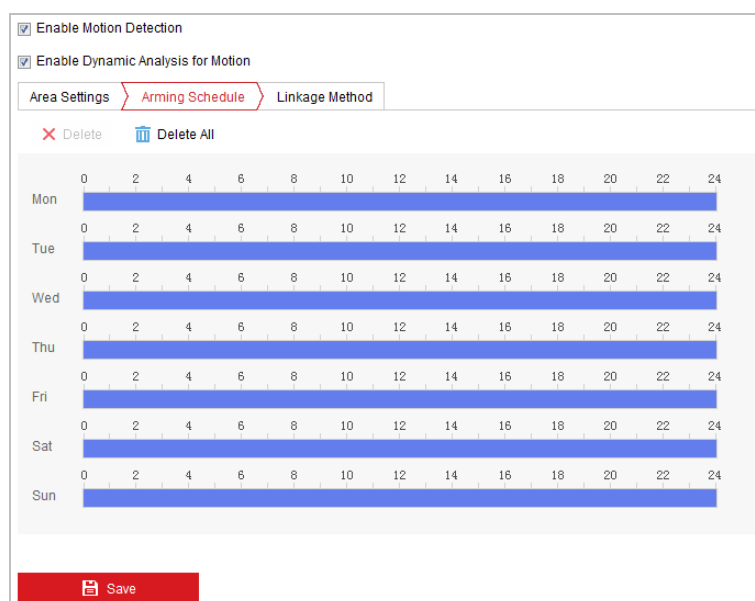 Enable Motion Detection
Enable Dynamic Analysis for Motion
Area Settings Arming Schedule Linkage Method
Delete Delete All
0 2 4 6 8 10 12 14 16 18 20 22 24
Mon
0 2 4 6 8 10 12 14 16 18 20 22 24
Tue
0 2 4 6 8 10 12 14 16 18 20 22 24
Wed
0 2 4 6 8 10 12 14 16 18 20 22 24
Thu
0 2 4 6 8 10 12 14 16 18 20 22 24
Fri
0 2 4 6 8 10 12 14 16 18 20 22 24
Sat
0 2 4 6 8 10 12 14 16 18 20 22 24
Sun
Save